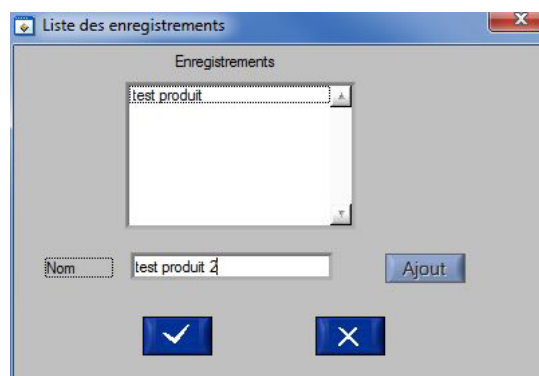 Liste des enregistrements
Enregistrements
test produit
Nom
test produit 2
Ajout